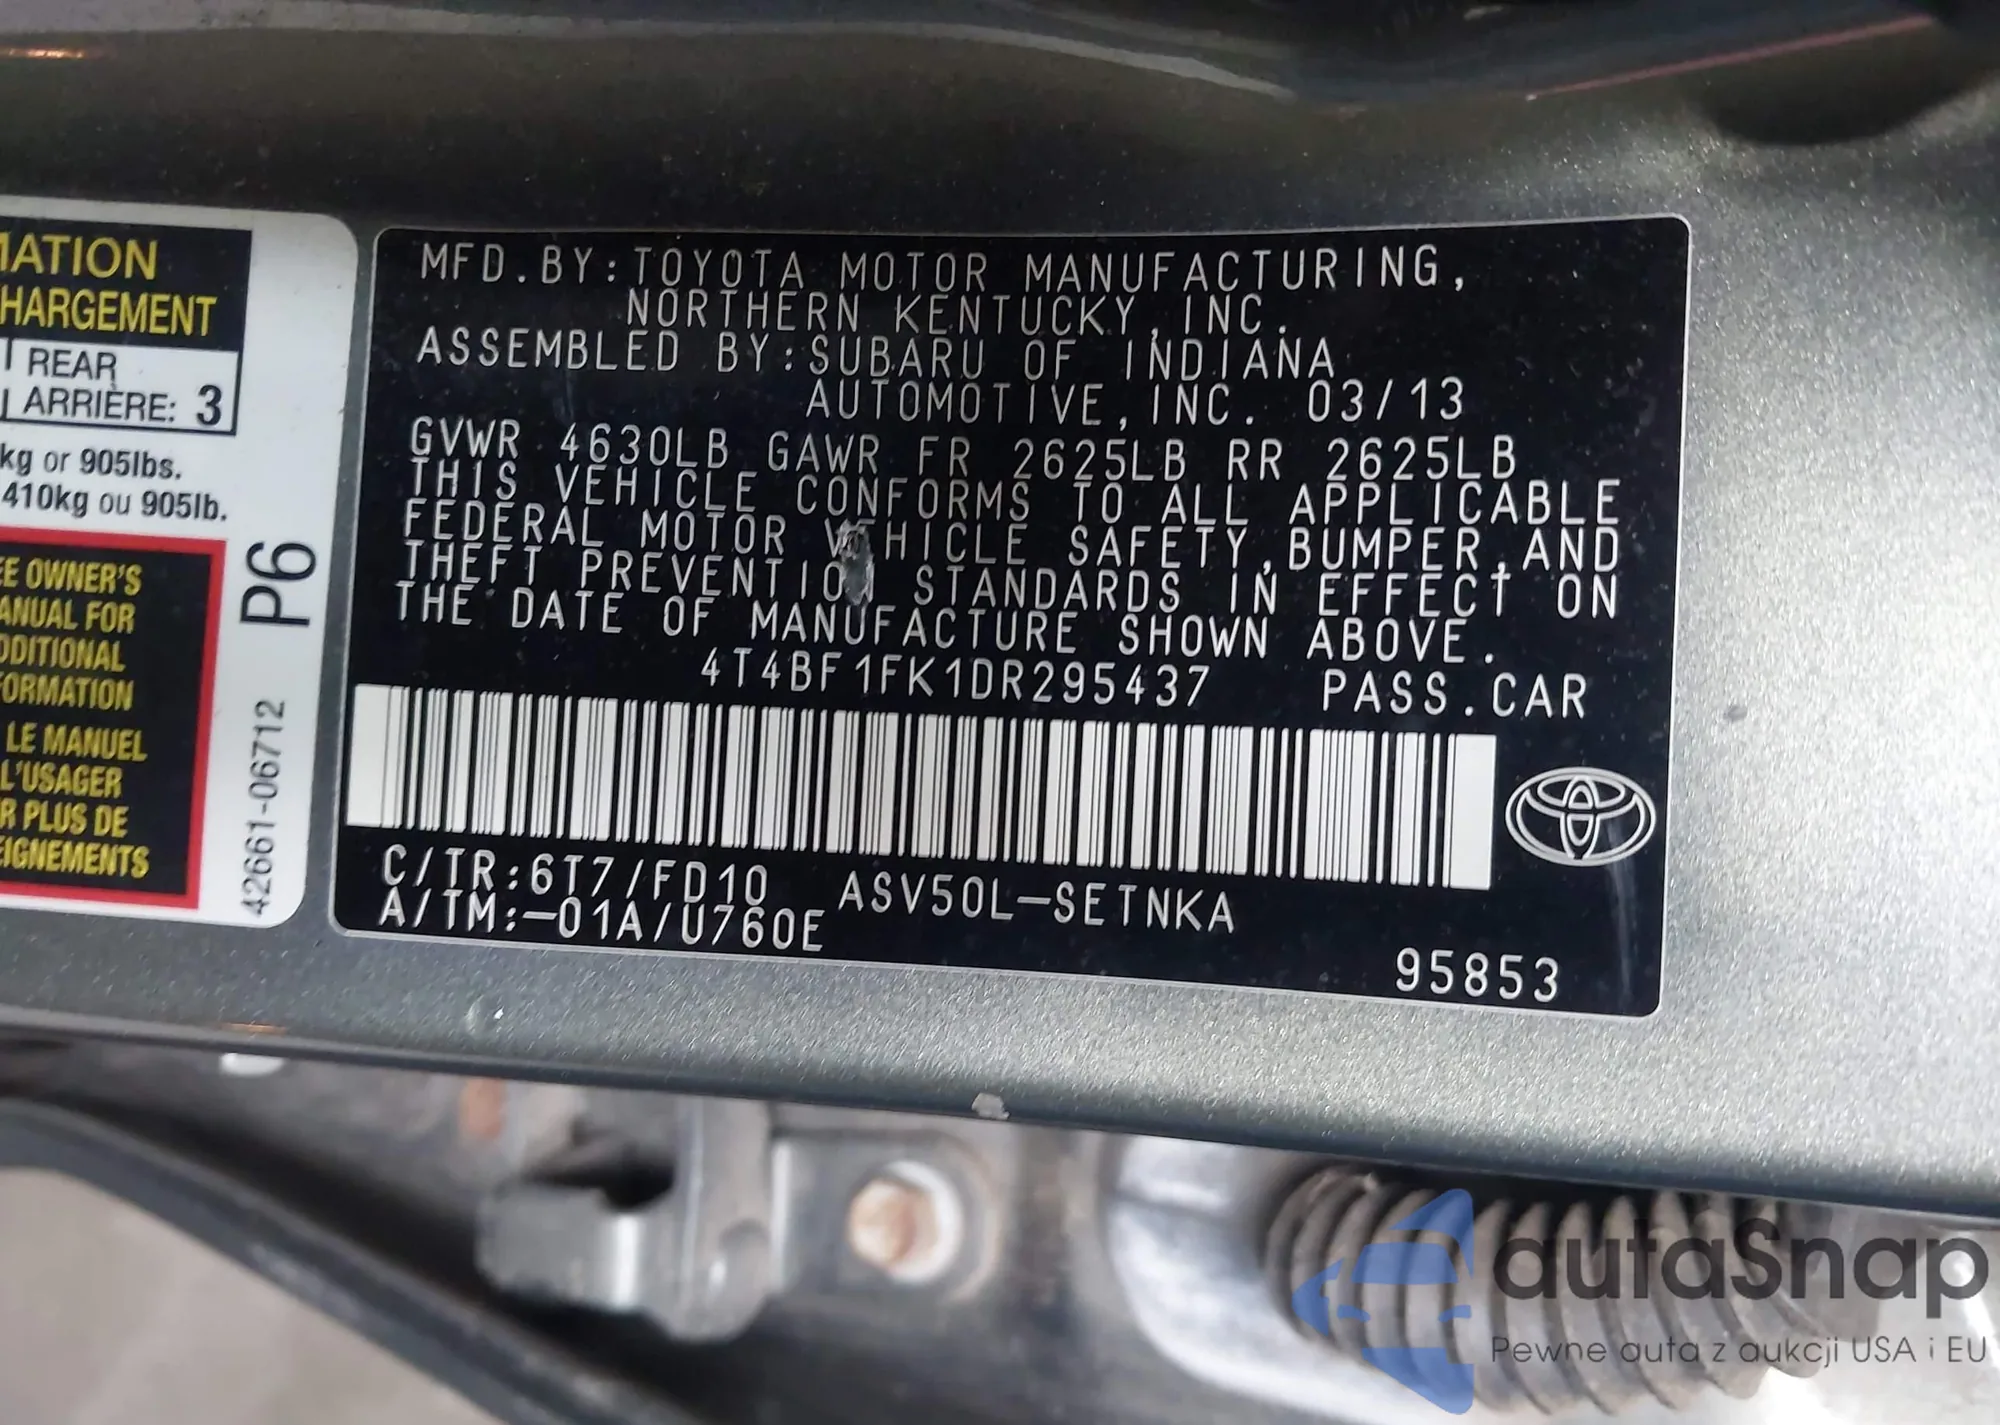 MATION
HARGEMENT
REAR
ARRIÈRE: 3
kg or 905lbs.
410kg ou 905lb.
EE OWNER'S
ANUAL FOR
DDITIONAL
FORMATION
LE MANUEL
L'USAGER
R PLUS DE
EIGNEMENTS
P6
42661-06712
MFD.BY:TOYOTA MOTOR MANUFACTURING,
NORTHERN KENTUCKY,INC.
ASSEMBLED BY:SUBARU OF INDIANA
AUTOMOTIVE,INC. 03/13
GVWR 4630LB GAWR FR 2625LB RR 2625LB
THIS VEHICLE CONFORMS TO ALL APPLICABLE
FEDERAL MOTOR VEHICLE SAFETY,BUMPER,AND
THEFT PREVENTION STANDARDS IN EFFECT ON
THE DATE OF MANUFACTURE SHOWN ABOVE.
4T4BF1FK1DR295437 PASS.CAR
C/TR:6T7/FD10 ASV50L-SETNKA
A/TM:-01A/U760E
95853
autaSnap
Pewne auta z aukcji USA i EU